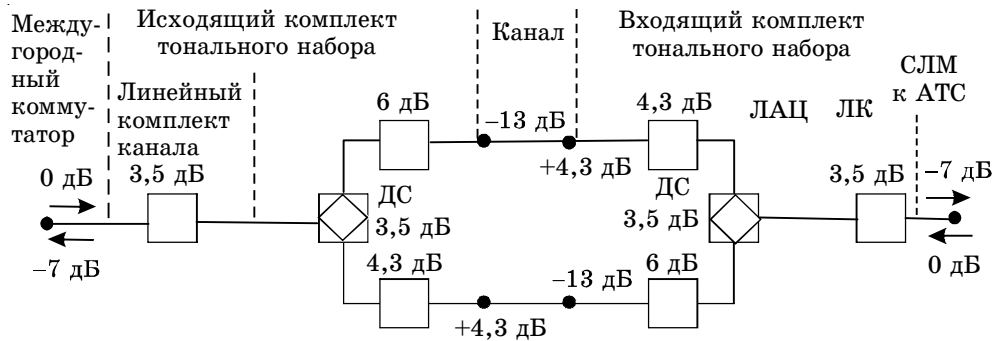 Между-
город-
ный
комму-
татор
Исходящий комплект
тонального набора
Канал
Входящий комплект
тонального набора
СЛМ
к АТС
Линейный
комплект
канала
6 дБ
–13 дБ
+4,3 дБ
4,3 дБ
ЛАЦ
ЛК
0 дБ
3,5 дБ
ДС
3,5 дБ
ДС
3,5 дБ
3,5 дБ
–7 дБ
–7 дБ
4,3 дБ
+4,3 дБ
–13 дБ
6 дБ
0 дБ